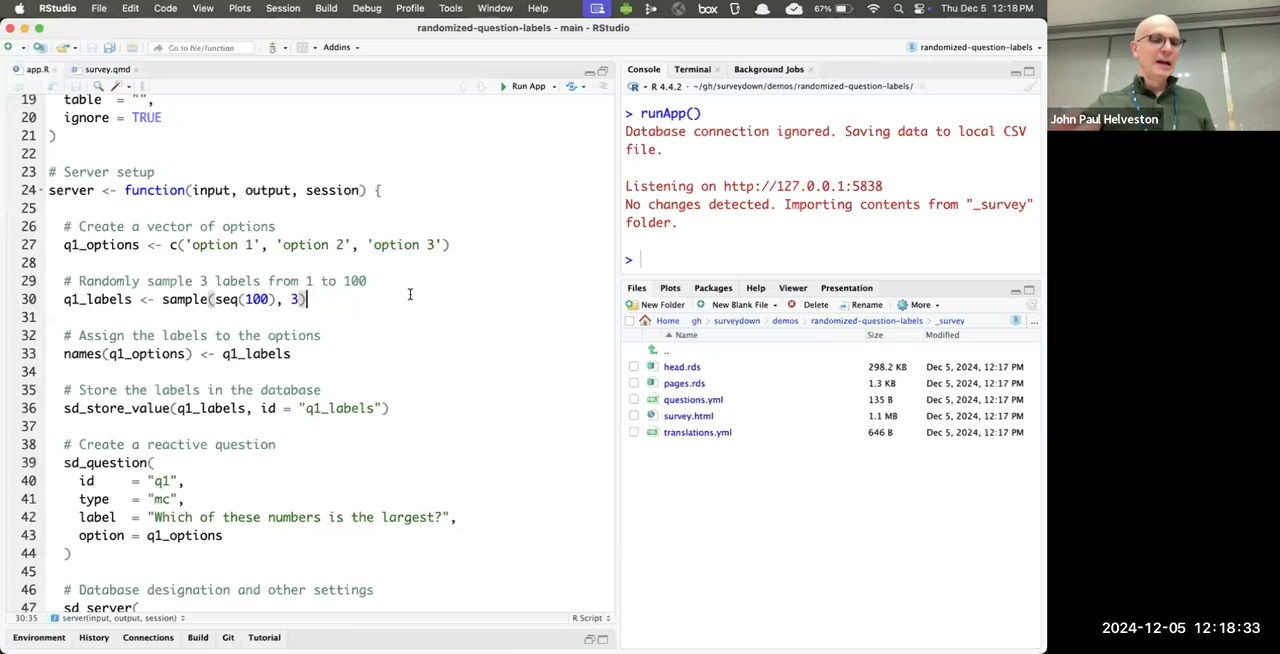 RStudio File Edit Code View Plots Session Build Debug Profile Tools Window Help box 67% Thu Dec 5 12:18 PM
randomized-question-labels - main - RStudio
Go to file/function Addins randomized-question-labels
app.R survey.qmd
Run App
19 table = "",
20 ignore = TRUE
21 )
22
23 # Server setup
24 server <- function(input, output, session) {
25
26 # Create a vector of options
27 q1_options <- c('option 1', 'option 2', 'option 3')
28
29 # Randomly sample 3 labels from 1 to 100
30 q1_labels <- sample(seq(100), 3)
31
32 # Assign the labels to the options
33 names(q1_options) <- q1_labels
34
35 # Store the labels in the database
36 sd_store_value(q1_labels, id = "q1_labels")
37
38 # Create a reactive question
39 sd_question(
40 id = "q1",
41 type = "mc",
42 label = "Which of these numbers is the largest?",
43 option = q1_options
44 )
45
46 # Database designation and other settings
47 sd_server(
30:35 server(input, output, session) R Script
Environment History Connections Build Git Tutorial
Console Terminal Background Jobs
R 4.4.2 · ~/gh/surveydown/demos/randomized-question-labels/
> runApp()
Database connection ignored. Saving data to local CSV
file.
Listening on http://127.0.0.1:5838
No changes detected. Importing contents from "_survey"
folder.
>
Files Plots Packages Help Viewer Presentation
New Folder New Blank File Delete Rename More
Home gh surveydown demos randomized-question-labels _survey ...
Name Size Modified
..
head.rds 298.2 KB Dec 5, 2024, 12:17 PM
pages.rds 1.3 KB Dec 5, 2024, 12:17 PM
questions.yml 135 B Dec 5, 2024, 12:17 PM
survey.html 1.1 MB Dec 5, 2024, 12:17 PM
translations.yml 646 B Dec 5, 2024, 12:17 PM
John Paul Helveston
2024-12-05 12:18:33